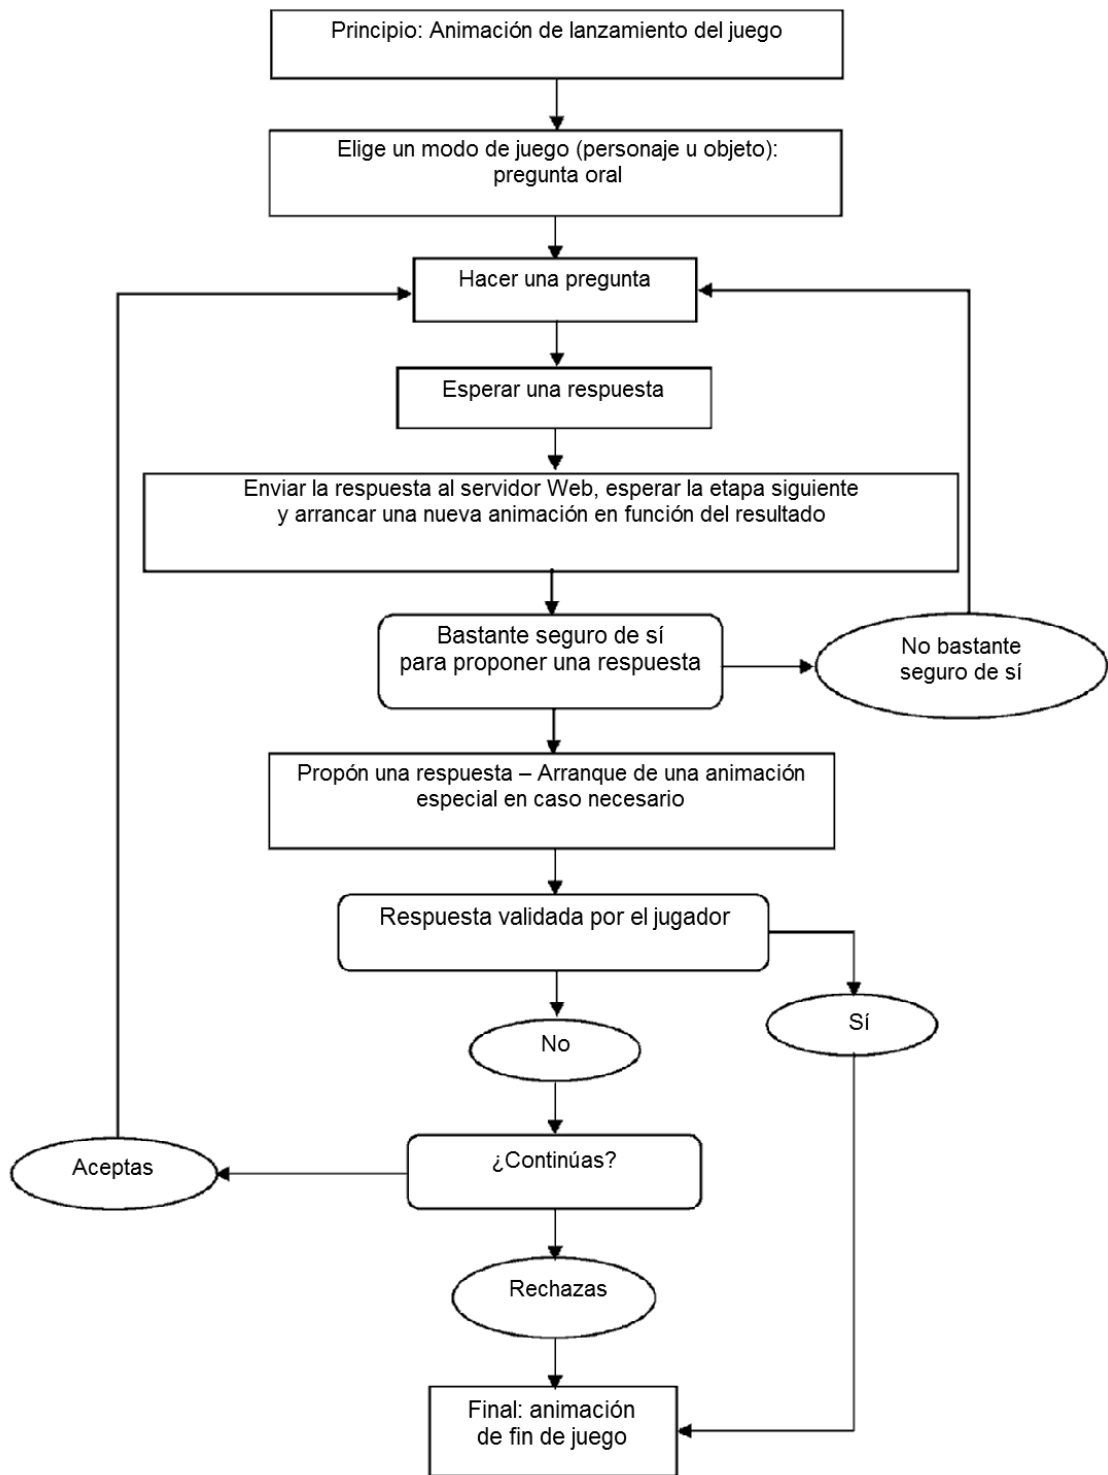 Principio: Animación de lanzamiento del juego
Elige un modo de juego (personaje u objeto):
pregunta oral
Hacer una pregunta
Esperar una respuesta
Enviar la respuesta al servidor Web, esperar la etapa siguiente
y arrancar una nueva animación en función del resultado
Bastante seguro de sí
para proponer una respuesta
No bastante
seguro de sí
Propón una respuesta – Arranque de una animación
especial en caso necesario
Respuesta validada por el jugador
Sí
No
¿Continúas?
Aceptas
Rechazas
Final: animación
de fin de juego